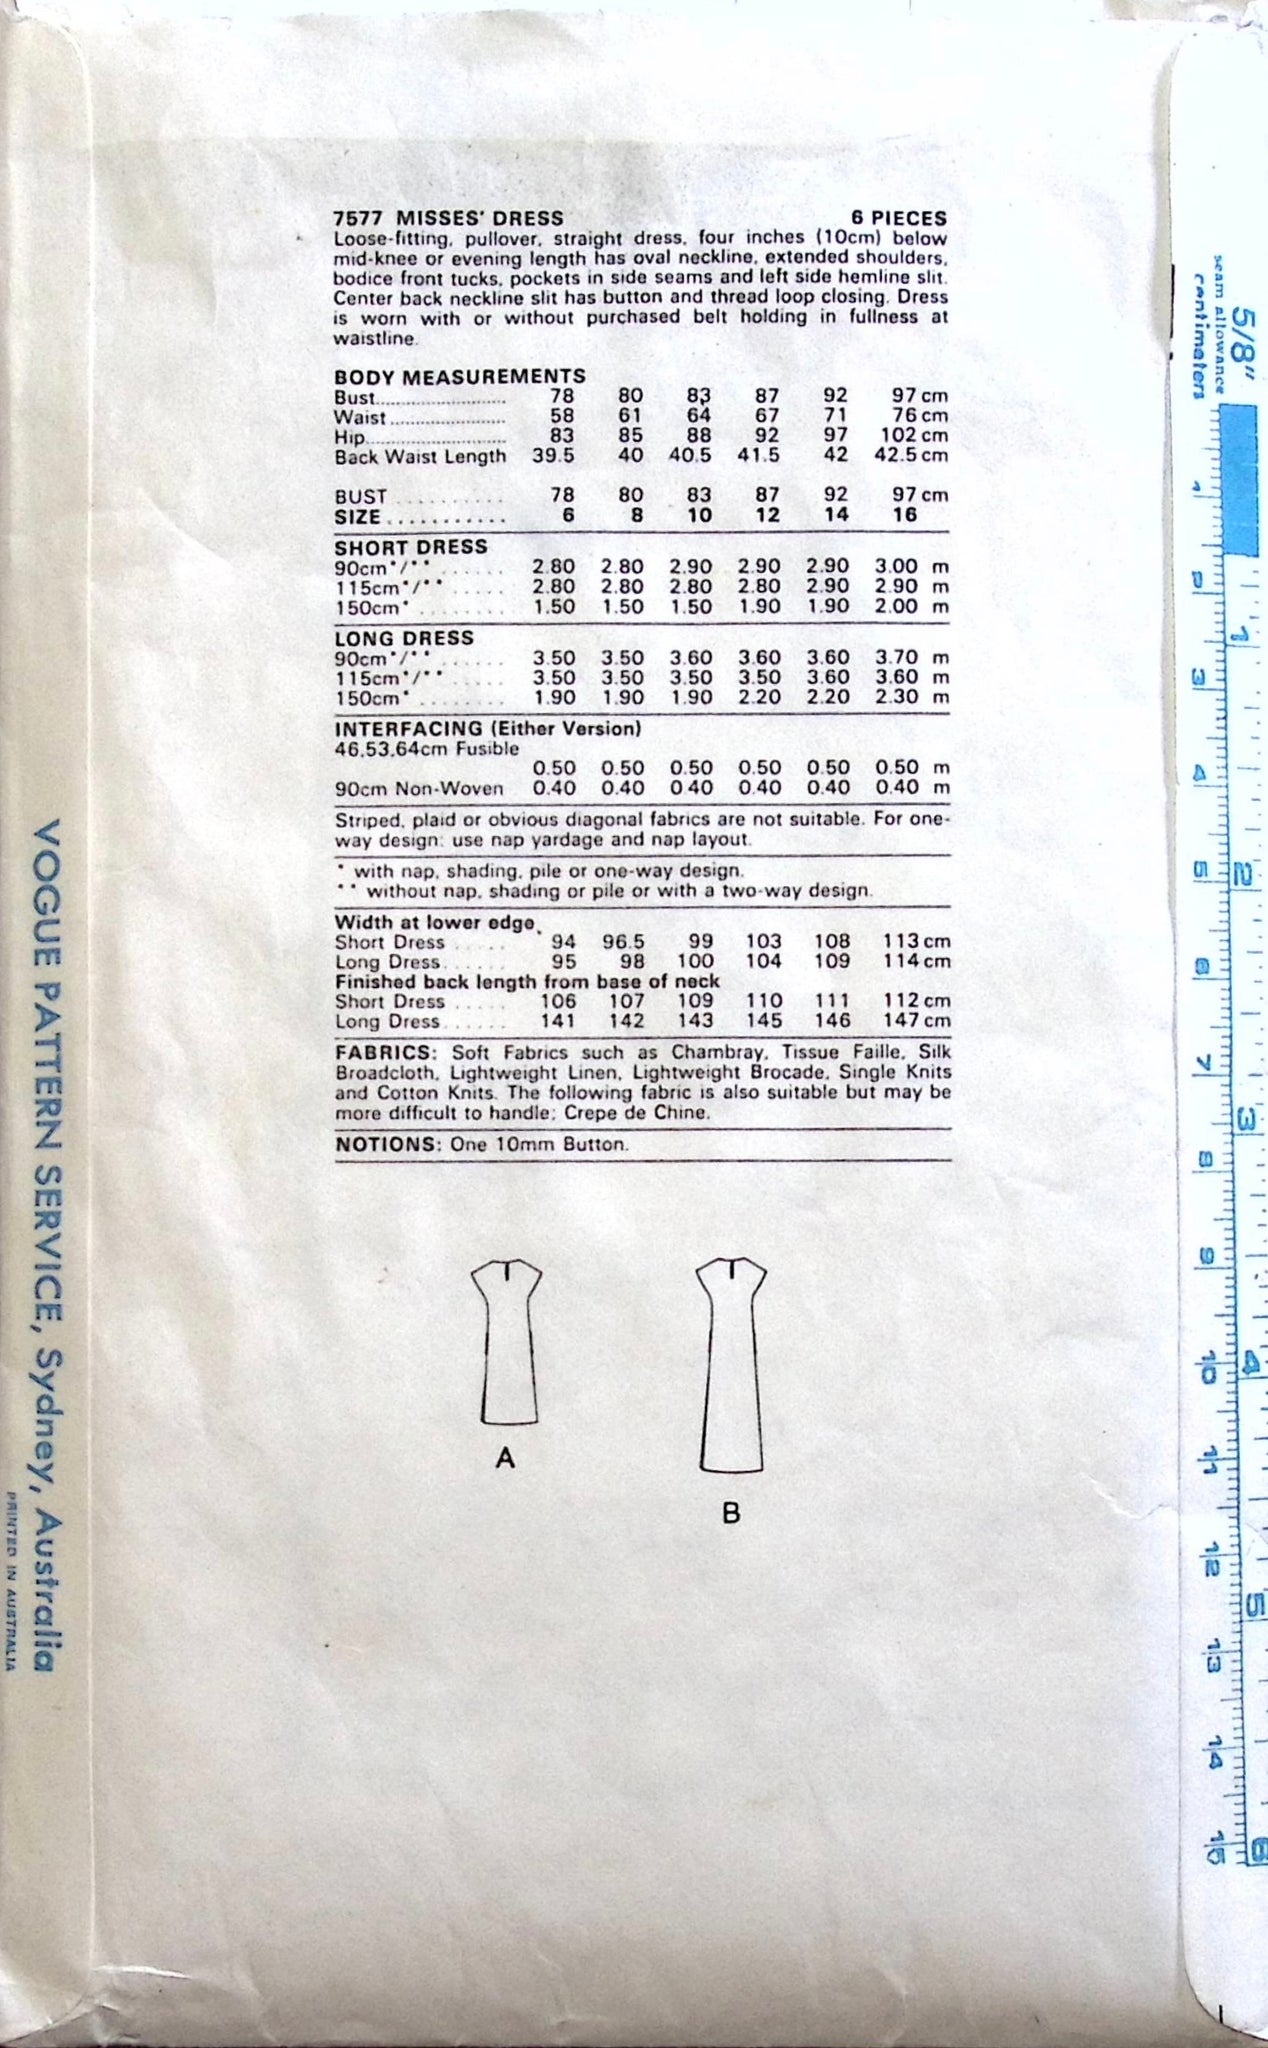 7577 MISSES' DRESS 6 PIECES
Loose-fitting, pullover, straight dress, four inches (10cm) below
mid-knee or evening length has oval neckline, extended shoulders,
bodice front tucks, pockets in side seams and left side hemline slit.
Center back neckline slit has button and thread loop closing. Dress
is worn with or without purchased belt holding in fullness at
waistline.
BODY MEASUREMENTS
Bust.......................... 78 80 83 87 92 97 cm
Waist....................... 58 61 64 67 71 76 cm
Hip............................ 83 85 88 92 97 102 cm
Back Waist Length 39.5 40 40.5 41.5 42 42.5 cm
BUST .......... 78 80 83 87 92 97 cm
SIZE ........... 6 8 10 12 14 16
SHORT DRESS
90cm*/** ...... 2.80 2.80 2.90 2.90 2.90 3.00 m
115cm*/** ..... 2.80 2.80 2.80 2.80 2.90 2.90 m
150cm* ........ 1.50 1.50 1.50 1.90 1.90 2.00 m
LONG DRESS
90cm*/** ...... 3.50 3.50 3.60 3.60 3.60 3.70 m
115cm*/** ..... 3.50 3.50 3.50 3.50 3.60 3.60 m
150cm* ........ 1.90 1.90 1.90 2.20 2.20 2.30 m
INTERFACING (Either Version)
46,53,64cm Fusible
0.50 0.50 0.50 0.50 0.50 0.50 m
90cm Non-Woven 0.40 0.40 0.40 0.40 0.40 0.40 m
Striped, plaid or obvious diagonal fabrics are not suitable. For one-
way design: use nap yardage and nap layout.
* with nap, shading, pile or one-way design.
** without nap, shading or pile or with a two-way design.
Width at lower edge
Short Dress ..... 94 96.5 99 103 108 113 cm
Long Dress ...... 95 98 100 104 109 114 cm
Finished back length from base of neck
Short Dress ..... 106 107 109 110 111 112 cm
Long Dress ...... 141 142 143 145 146 147 cm
FABRICS: Soft Fabrics such as Chambray, Tissue Faille, Silk
Broadcloth, Lightweight Linen, Lightweight Brocade, Single Knits
and Cotton Knits. The following fabric is also suitable but may be
more difficult to handle: Crepe de Chine.
NOTIONS: One 10mm Button.
A
B
VOGUE PATTERN SERVICE, Sydney, Australia
PRINTED IN AUSTRALIA
5/8"
seam allowance
centimeters
1 2 3 4 5 6 7 8 9 10 11 12 13 14 15
1 2 3 4 5 6